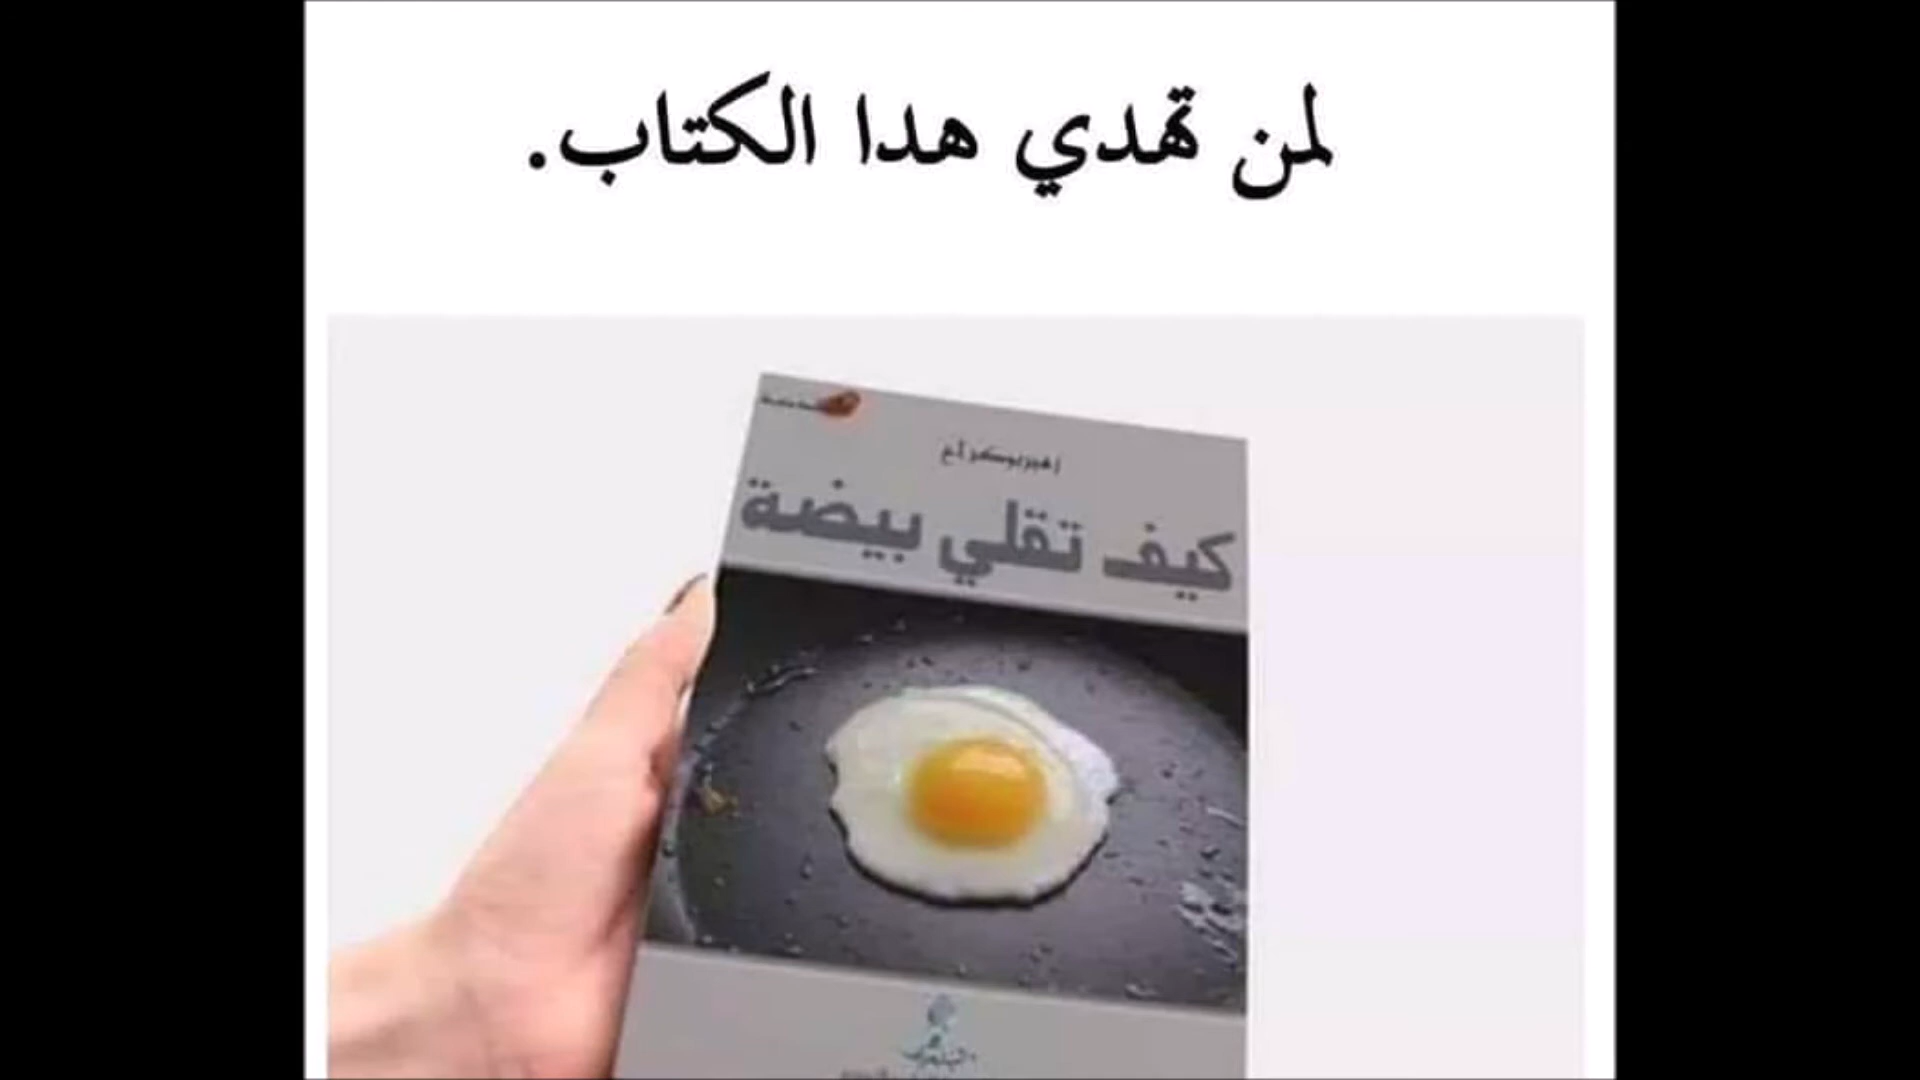 لمن تهدي هدا الكتاب.
كيف تقلي بيضة